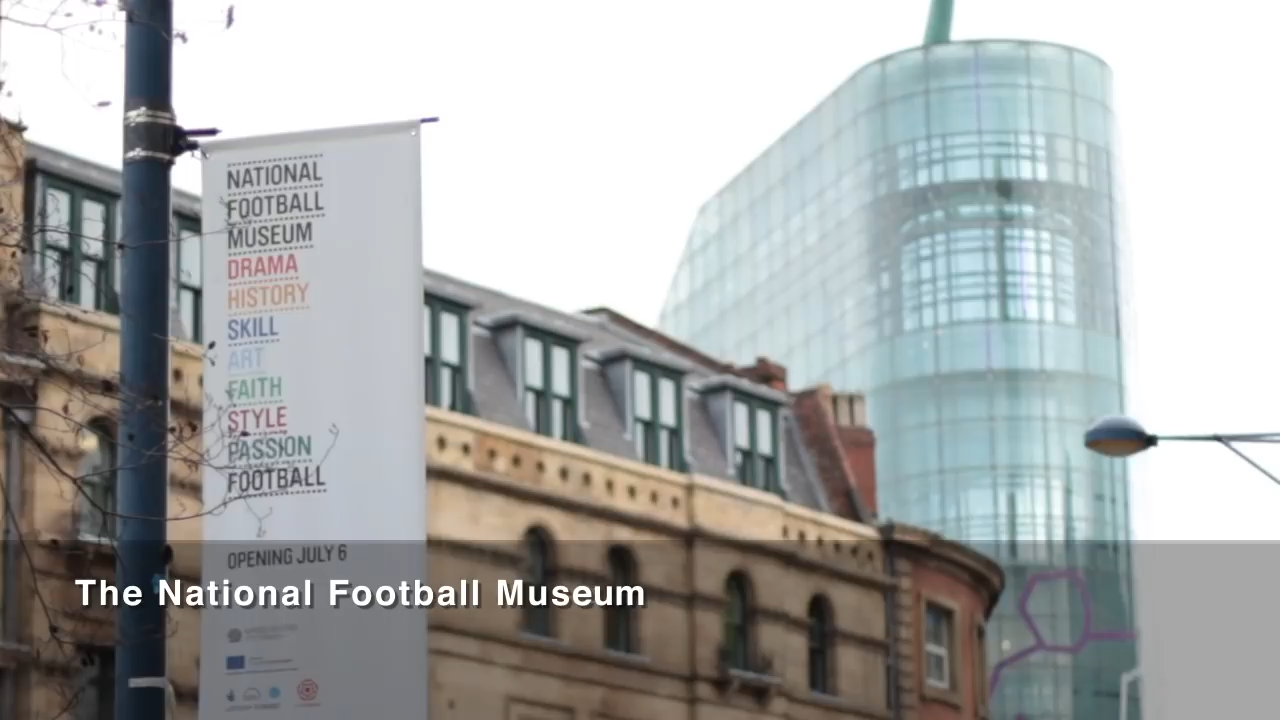 NATIONAL
FOOTBALL
MUSEUM
DRAMA
HISTORY
SKILL
ART
FAITH
STYLE
PASSION
FOOTBALL
OPENING JULY 6
The National Football Museum